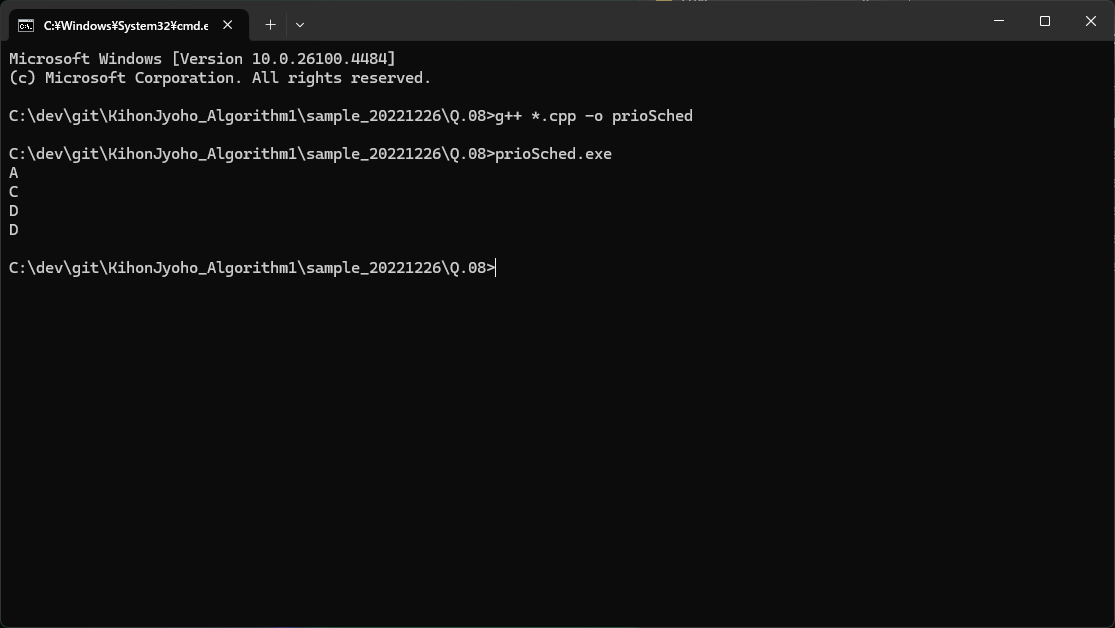 C:¥Windows¥System32¥cmd.e
Microsoft Windows [Version 10.0.26100.4484]
(c) Microsoft Corporation. All rights reserved.
C:\dev\git\KihonJyoho_Algorithm1\sample_20221226\Q.08>g++ *.cpp -o prioSched
C:\dev\git\KihonJyoho_Algorithm1\sample_20221226\Q.08>prioSched.exe
A
C
D
D
C:\dev\git\KihonJyoho_Algorithm1\sample_20221226\Q.08>